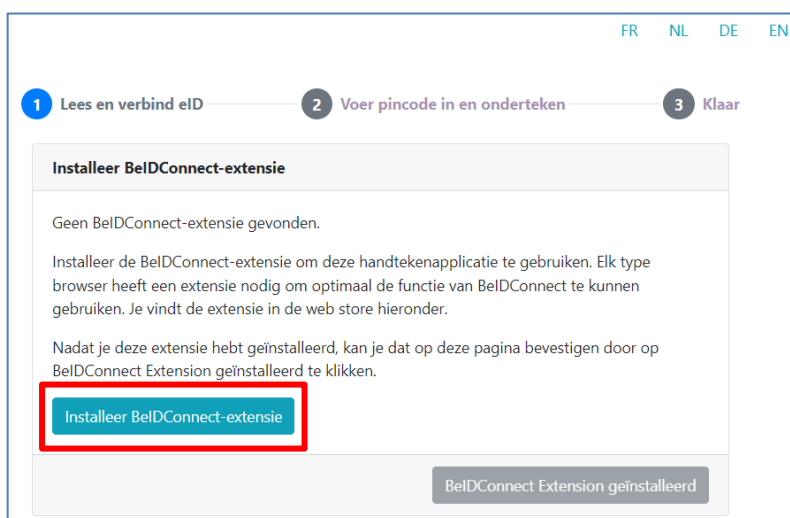 FR NL DE EN
1 Lees en verbind eID 2 Voer pincode in en onderteken 3 Klaar
Installeer BeIDConnect-extensie
Geen BeIDConnect-extensie gevonden.
Installeer de BeIDConnect-extensie om deze handtekenapplicatie te gebruiken. Elk type
browser heeft een extensie nodig om optimaal de functie van BeIDConnect te kunnen
gebruiken. Je vindt de extensie in de web store hieronder.
Nadat je deze extensie hebt geïnstalleerd, kan je dat op deze pagina bevestigen door op
BeIDConnect Extension geïnstalleerd te klikken.
Installeer BeIDConnect-extensie
BeIDConnect Extension geïnstalleerd